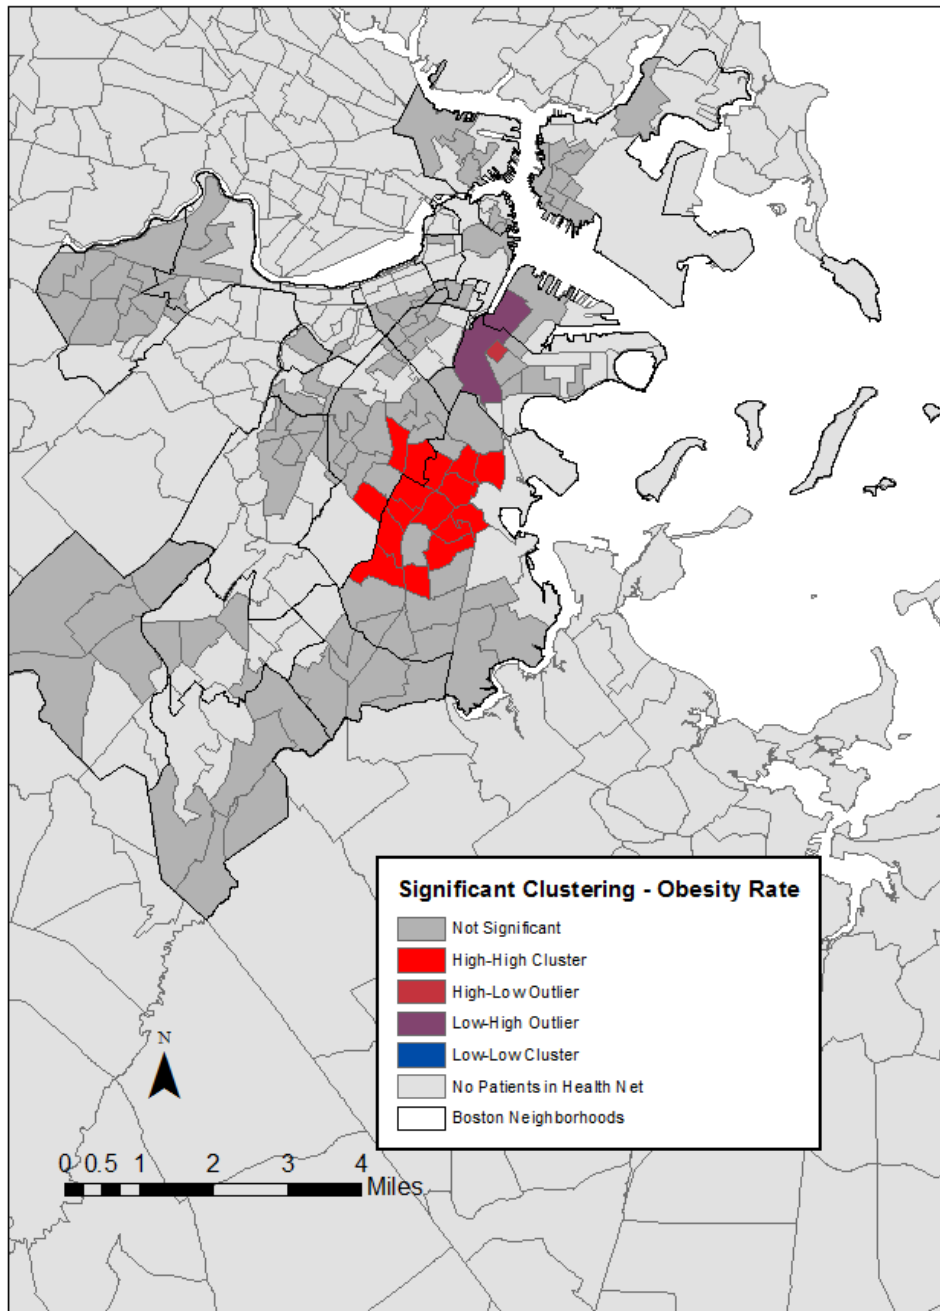 Significant Clustering - Obesity Rate
Not Significant
High-High Cluster
High-Low Outlier
Low-High Outlier
Low-Low Cluster
No Patients in Health Net
Boston Neighborhoods
N
0 0.5 1 2 3 4
Miles